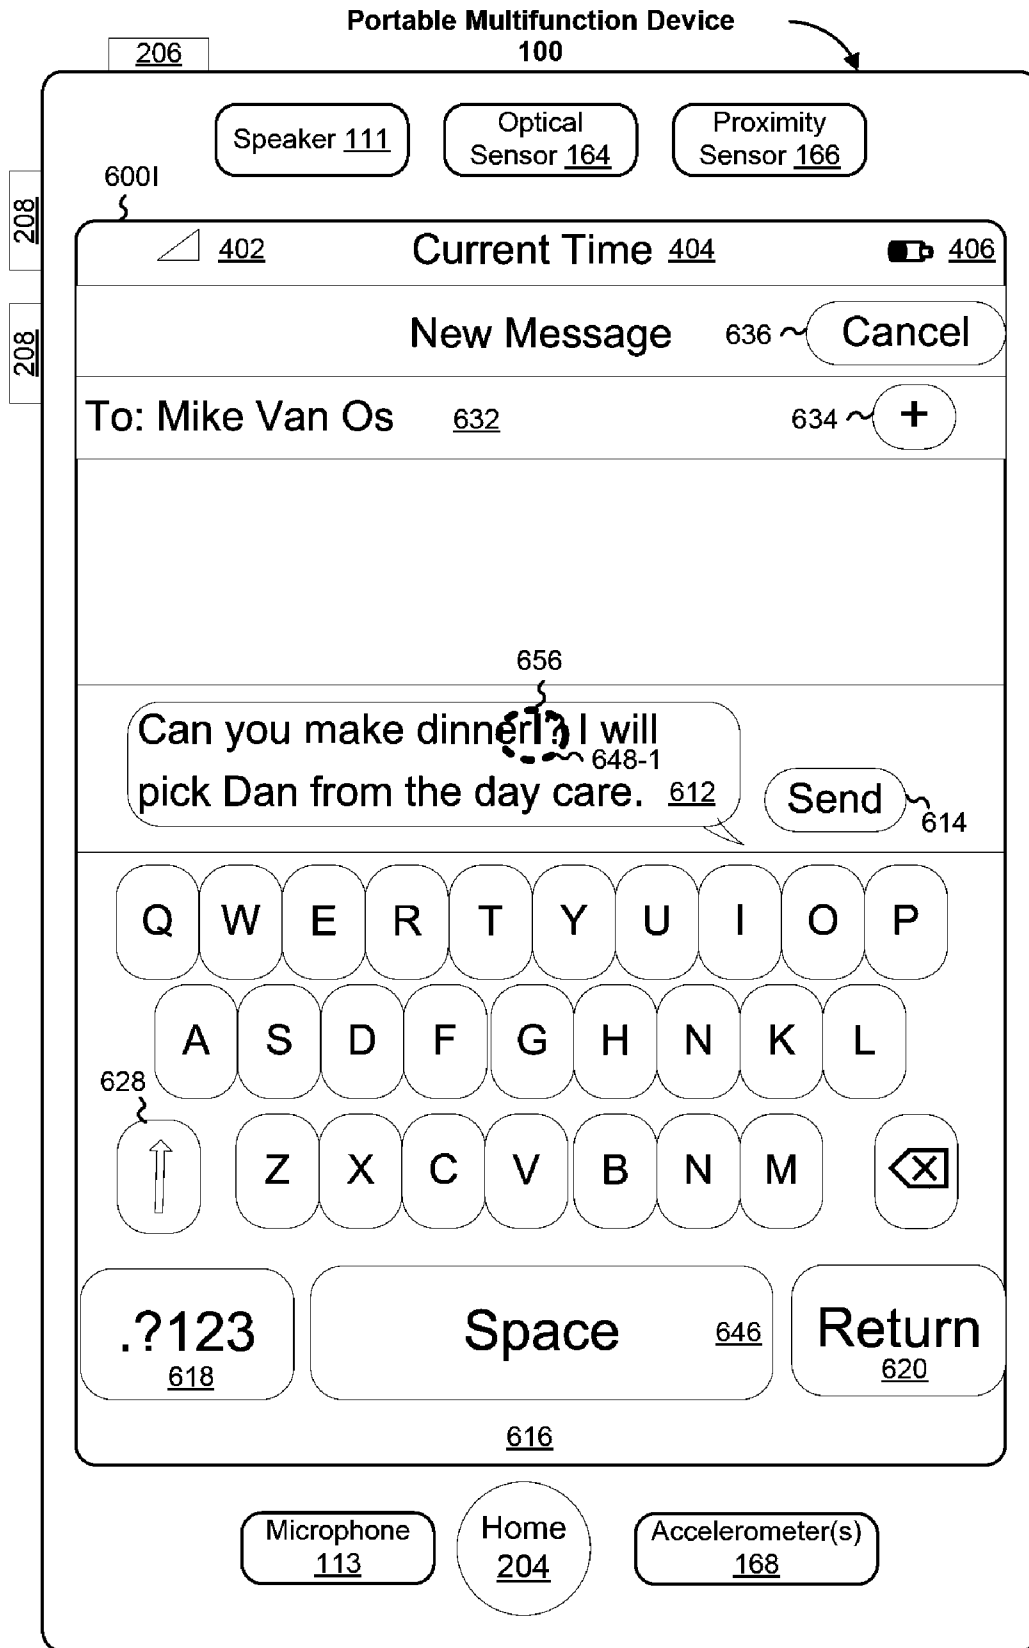 Portable Multifunction Device
100
206
Speaker 111
Optical
Sensor 164
Proximity
Sensor 166
600I
208
208
402
Current Time 404
406
New Message
636
Cancel
To: Mike Van Os
632
634
+
656
Can you make dinner? I will
648-1
pick Dan from the day care.
612
Send
614
Q W E R T Y U I O P
A S D F G H N K L
628
Z X C V B N M
.?123
618
Space
646
Return
620
616
Microphone
113
Home
204
Accelerometer(s)
168